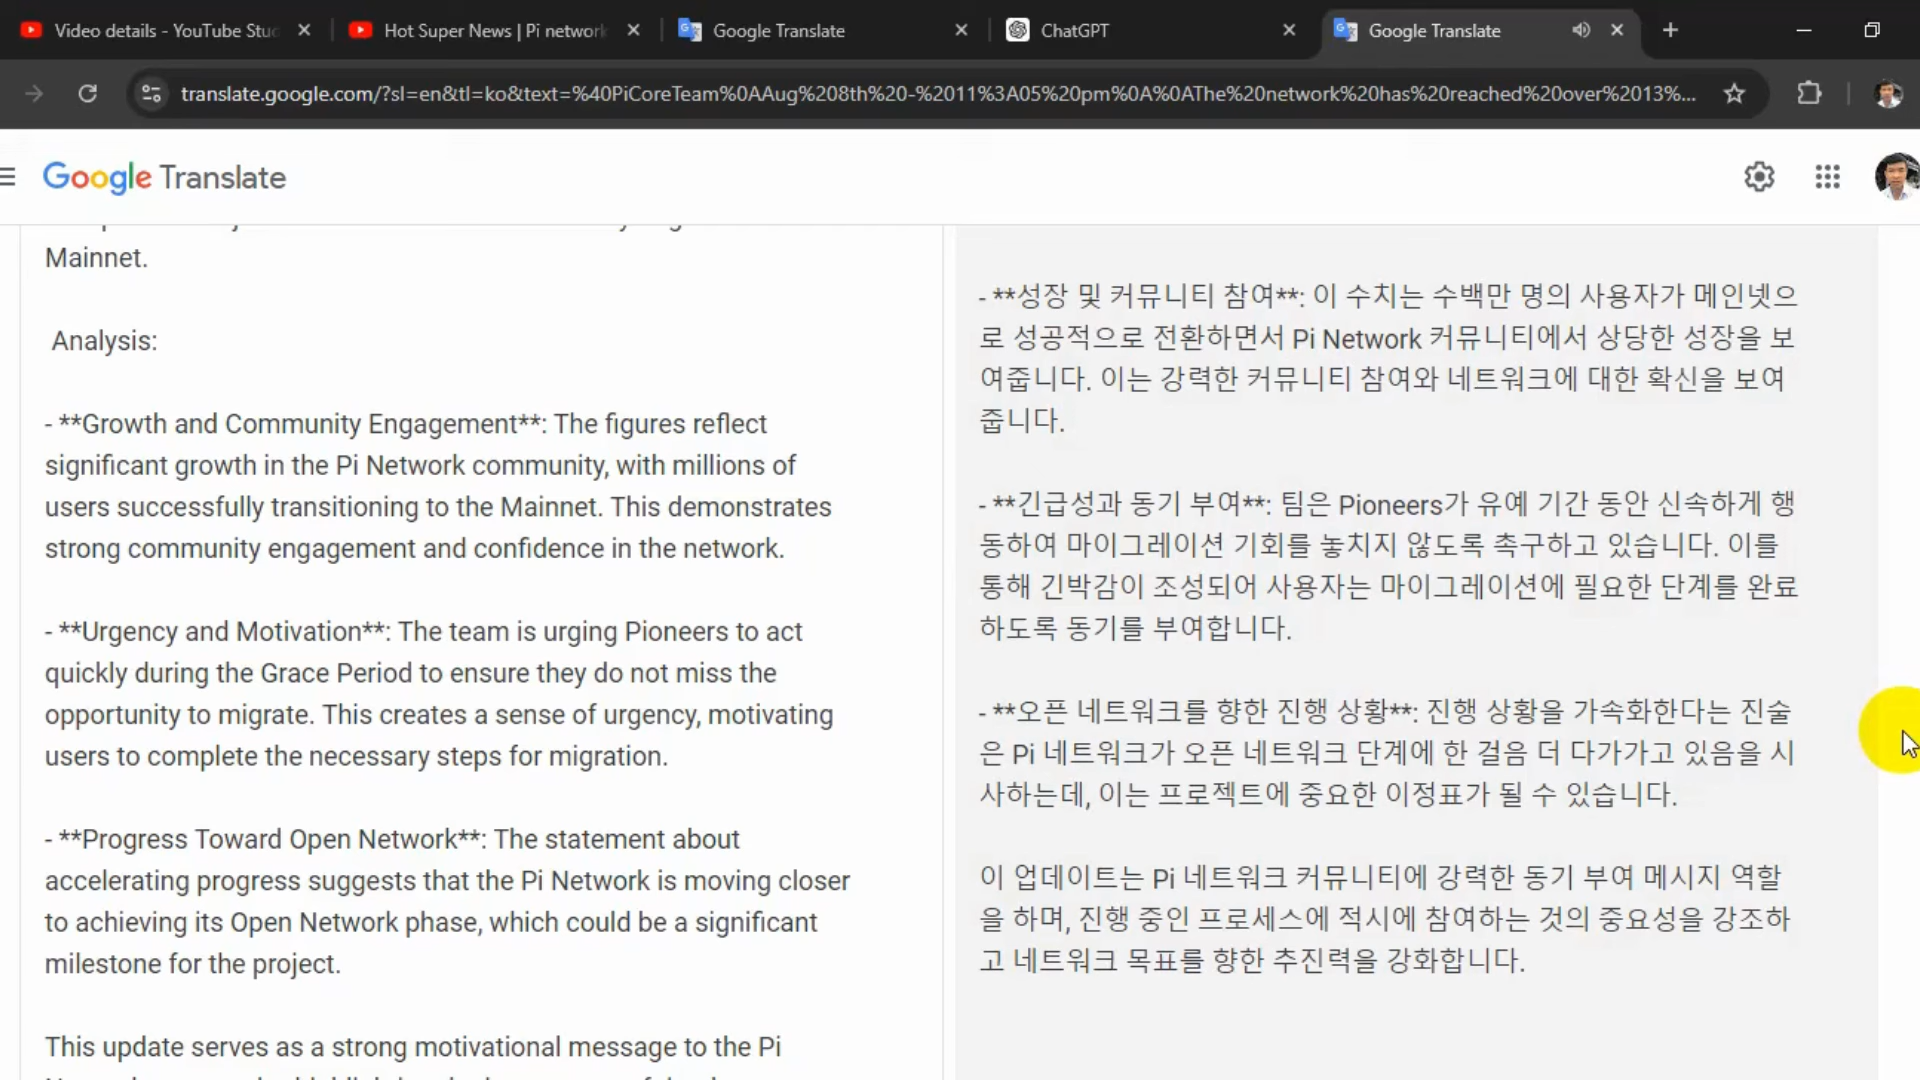 Video details - YouTube Stu
Hot Super News | Pi network
Google Translate
ChatGPT
Google Translate
translate.google.com/?sl=en&tl=ko&text=%40PiCoreTeam%0AAug%208th%20-%2011%3A05%20pm%0A%0AThe%20network%20has%20reached%20over%2013%...
Google Translate
Mainnet.
Analysis:
- **Growth and Community Engagement**: The figures reflect
significant growth in the Pi Network community, with millions of
users successfully transitioning to the Mainnet. This demonstrates
strong community engagement and confidence in the network.
- **Urgency and Motivation**: The team is urging Pioneers to act
quickly during the Grace Period to ensure they do not miss the
opportunity to migrate. This creates a sense of urgency, motivating
users to complete the necessary steps for migration.
- **Progress Toward Open Network**: The statement about
accelerating progress suggests that the Pi Network is moving closer
to achieving its Open Network phase, which could be a significant
milestone for the project.
This update serves as a strong motivational message to the Pi
- **성장 및 커뮤니티 참여**: 이 수치는 수백만 명의 사용자가 메인넷으
로 성공적으로 전환하면서 Pi Network 커뮤니티에서 상당한 성장을 보
여줍니다. 이는 강력한 커뮤니티 참여와 네트워크에 대한 확신을 보여
줍니다.
- **긴급성과 동기 부여**: 팀은 Pioneers가 유예 기간 동안 신속하게 행
동하여 마이그레이션 기회를 놓치지 않도록 촉구하고 있습니다. 이를
통해 긴박감이 조성되어 사용자는 마이그레이션에 필요한 단계를 완료
하도록 동기를 부여합니다.
- **오픈 네트워크를 향한 진행 상황**: 진행 상황을 가속화한다는 진술
은 Pi 네트워크가 오픈 네트워크 단계에 한 걸음 더 다가가고 있음을 시
사하는데, 이는 프로젝트에 중요한 이정표가 될 수 있습니다.
이 업데이트는 Pi 네트워크 커뮤니티에 강력한 동기 부여 메시지 역할
을 하며, 진행 중인 프로세스에 적시에 참여하는 것의 중요성을 강조하
고 네트워크 목표를 향한 추진력을 강화합니다.